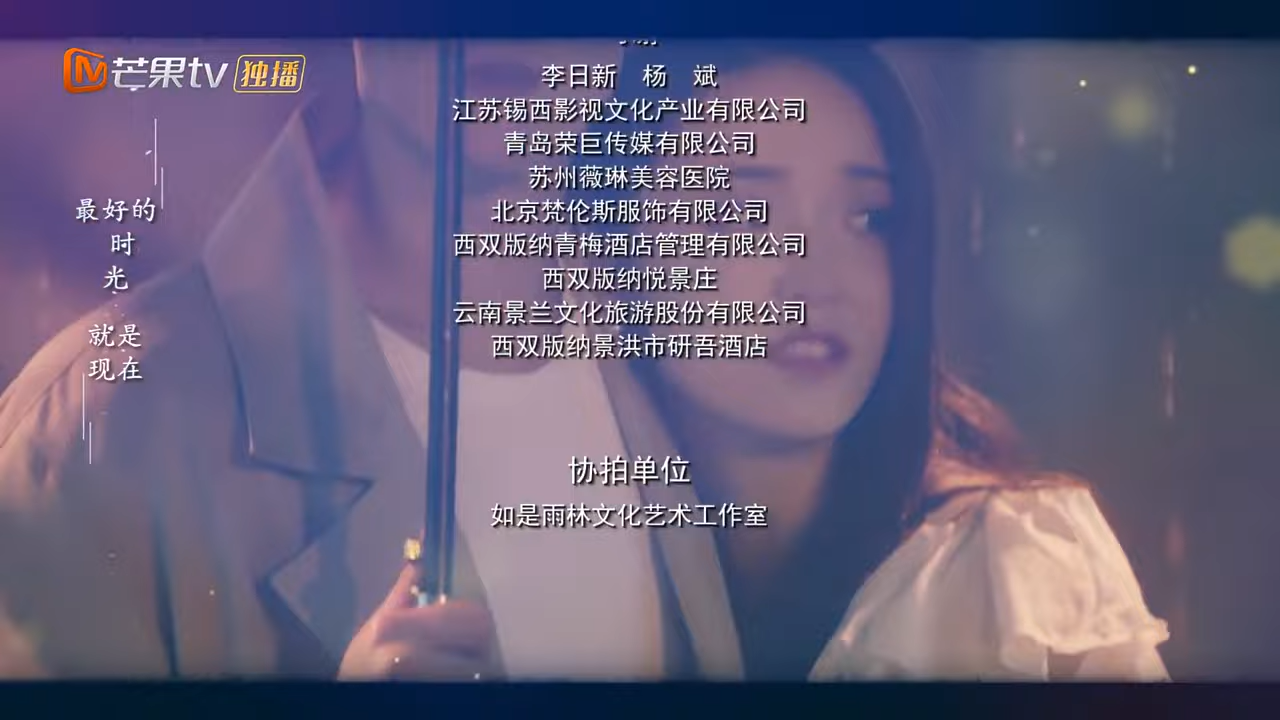 芒果tv 独播
李日新 杨 斌
江苏锡西影视文化产业有限公司
青岛荣巨传媒有限公司
苏州薇琳美容医院
北京梵伦斯服饰有限公司
西双版纳青梅酒店管理有限公司
西双版纳悦景庄
云南景兰文化旅游股份有限公司
西双版纳景洪市研吾酒店
协拍单位
如是雨林文化艺术工作室
最好的
时
光
就是
现在